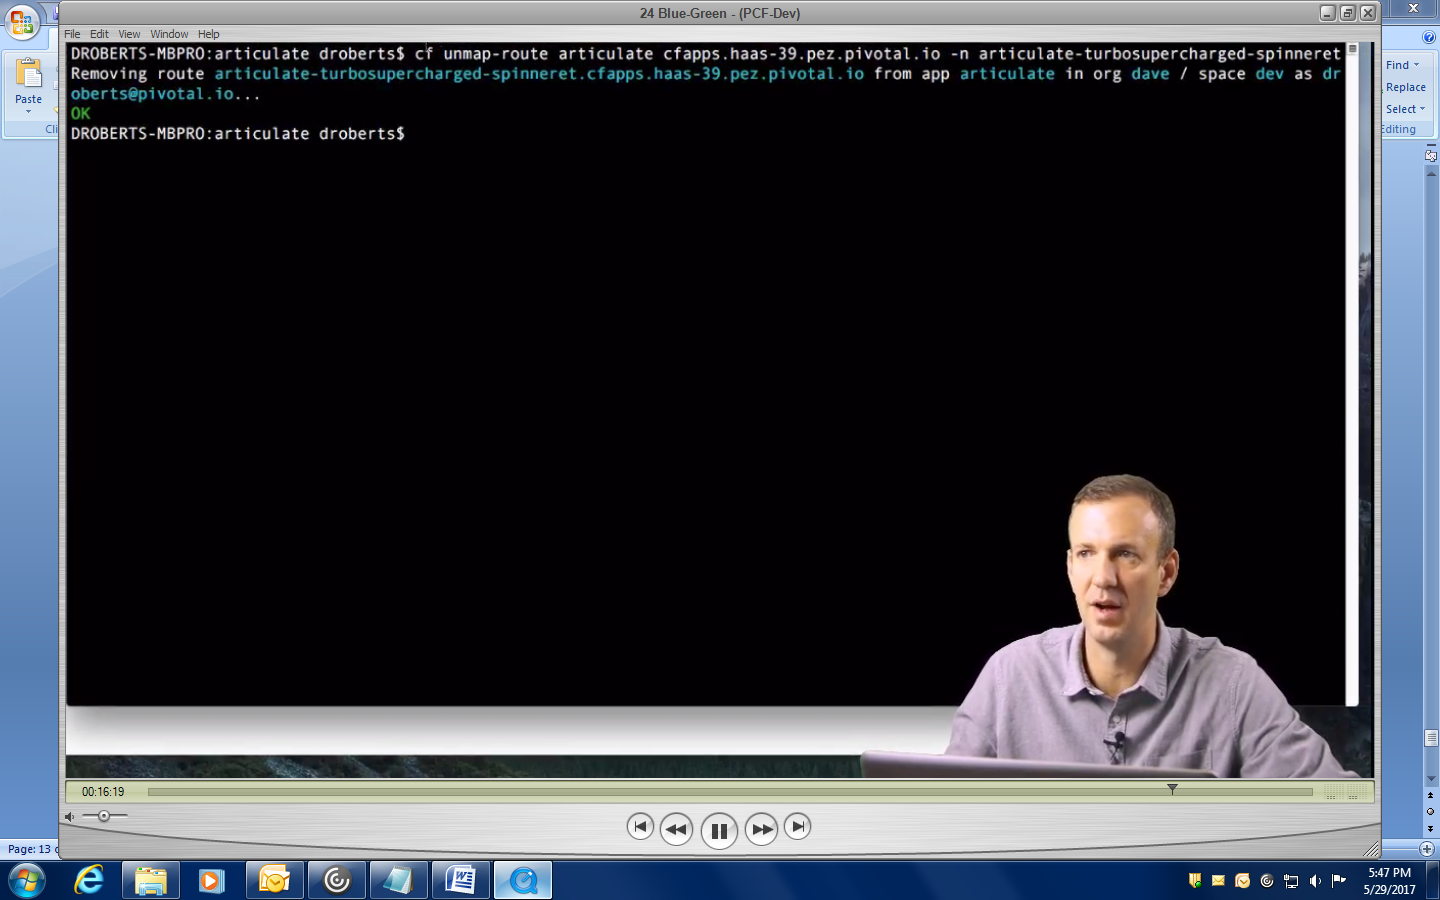 24 Blue-Green - (PCF-Dev)
File Edit View Window Help
DROBERTS-MBPRO:articulate droberts$ cf unmap-route articulate cfapps.haas-39.pez.pivotal.io -n articulate-turbosupercharged-spinneret
Removing route articulate-turbosupercharged-spinneret.cfapps.haas-39.pez.pivotal.io from app articulate in org dave / space dev as dr
oberts@pivotal.io...
OK
DROBERTS-MBPRO:articulate droberts$
Paste
Find
Replace
Select
Editing
00:16:19
Page: 13
5:47 PM
5/29/2017